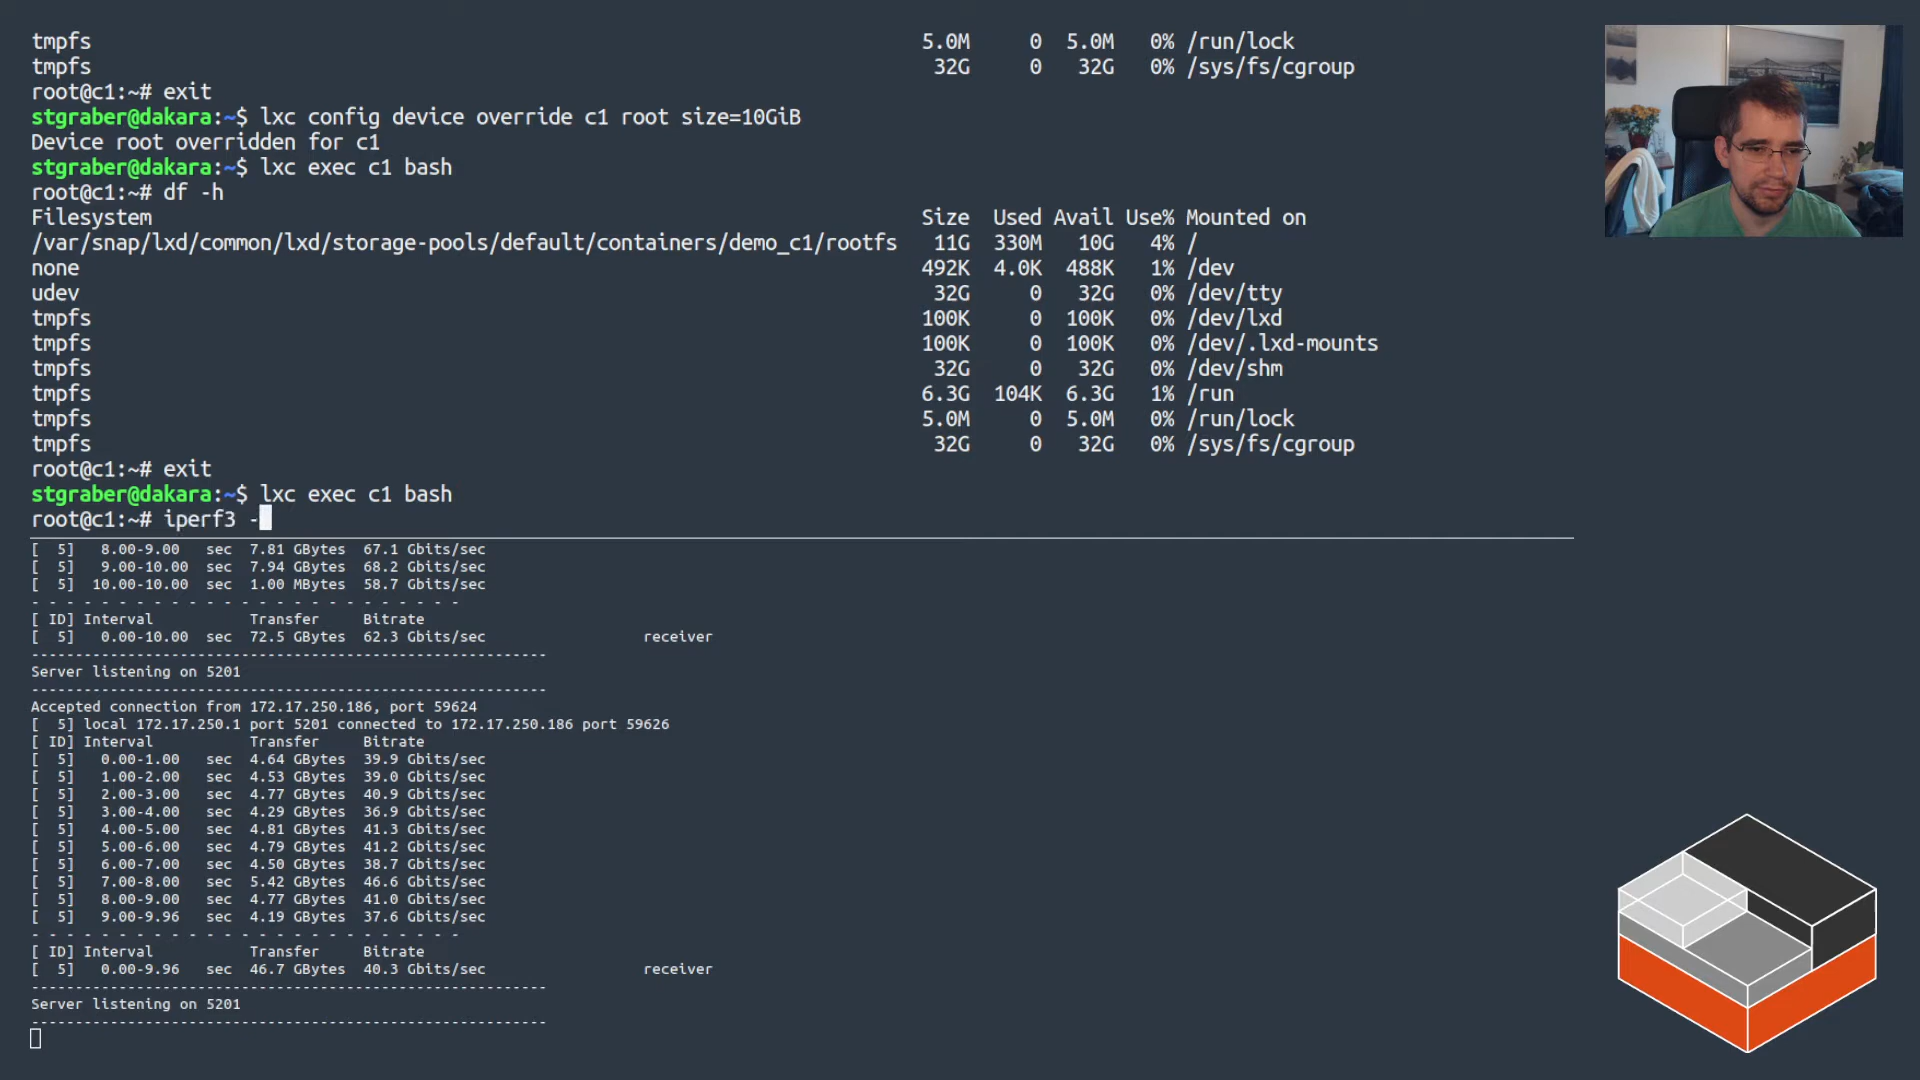 tmpfs 5.0M 0 5.0M 0% /run/lock
tmpfs 32G 0 32G 0% /sys/fs/cgroup
root@c1:~# exit
stgraber@dakara:~$ lxc config device override c1 root size=10GiB
Device root overridden for c1
stgraber@dakara:~$ lxc exec c1 bash
root@c1:~# df -h
Filesystem Size Used Avail Use% Mounted on
/var/snap/lxd/common/lxd/storage-pools/default/containers/demo_c1/rootfs 11G 330M 10G 4% /
none 492K 4.0K 488K 1% /dev
udev 32G 0 32G 0% /dev/tty
tmpfs 100K 0 100K 0% /dev/lxd
tmpfs 100K 0 100K 0% /dev/.lxd-mounts
tmpfs 32G 0 32G 0% /dev/shm
tmpfs 6.3G 104K 6.3G 1% /run
tmpfs 5.0M 0 5.0M 0% /run/lock
tmpfs 32G 0 32G 0% /sys/fs/cgroup
root@c1:~# exit
stgraber@dakara:~$ lxc exec c1 bash
root@c1:~# iperf3 -
[ 5] 8.00-9.00 sec 7.81 GBytes 67.1 Gbits/sec
[ 5] 9.00-10.00 sec 7.94 GBytes 68.2 Gbits/sec
[ 5] 10.00-10.00 sec 1.00 MBytes 58.7 Gbits/sec
- - - - - - - - - - - - - - - - - - - - - - - - -
[ ID] Interval Transfer Bitrate
[ 5] 0.00-10.00 sec 72.5 GBytes 62.3 Gbits/sec receiver
-----------------------------------------------------------
Server listening on 5201
-----------------------------------------------------------
Accepted connection from 172.17.250.186, port 59624
[ 5] local 172.17.250.1 port 5201 connected to 172.17.250.186 port 59626
[ ID] Interval Transfer Bitrate
[ 5] 0.00-1.00 sec 4.64 GBytes 39.9 Gbits/sec
[ 5] 1.00-2.00 sec 4.53 GBytes 39.0 Gbits/sec
[ 5] 2.00-3.00 sec 4.77 GBytes 40.9 Gbits/sec
[ 5] 3.00-4.00 sec 4.29 GBytes 36.9 Gbits/sec
[ 5] 4.00-5.00 sec 4.81 GBytes 41.3 Gbits/sec
[ 5] 5.00-6.00 sec 4.79 GBytes 41.2 Gbits/sec
[ 5] 6.00-7.00 sec 4.50 GBytes 38.7 Gbits/sec
[ 5] 7.00-8.00 sec 5.42 GBytes 46.6 Gbits/sec
[ 5] 8.00-9.00 sec 4.77 GBytes 41.0 Gbits/sec
[ 5] 9.00-9.96 sec 4.19 GBytes 37.6 Gbits/sec
- - - - - - - - - - - - - - - - - - - - - - - - -
[ ID] Interval Transfer Bitrate
[ 5] 0.00-9.96 sec 46.7 GBytes 40.3 Gbits/sec receiver
-----------------------------------------------------------
Server listening on 5201
-----------------------------------------------------------